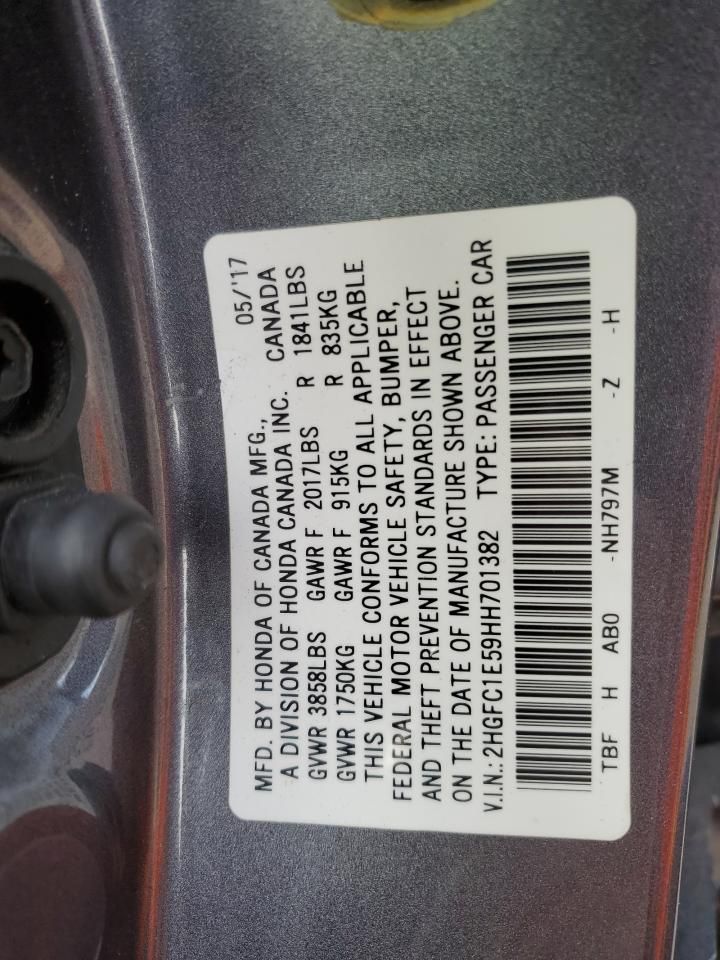 MFD. BY HONDA OF CANADA MFG., 05/'17
A DIVISION OF HONDA CANADA INC. CANADA
GVWR 3858LBS GAWR F 2017LBS R 1841LBS
GVWR 1750KG GAWR F 915KG R 835KG
THIS VEHICLE CONFORMS TO ALL APPLICABLE
FEDERAL MOTOR VEHICLE SAFETY, BUMPER,
AND THEFT PREVENTION STANDARDS IN EFFECT
ON THE DATE OF MANUFACTURE SHOWN ABOVE.
V.I.N.: 2HGFC1E59HH701382 TYPE: PASSENGER CAR
TBF H AB0 -NH797M -Z -H